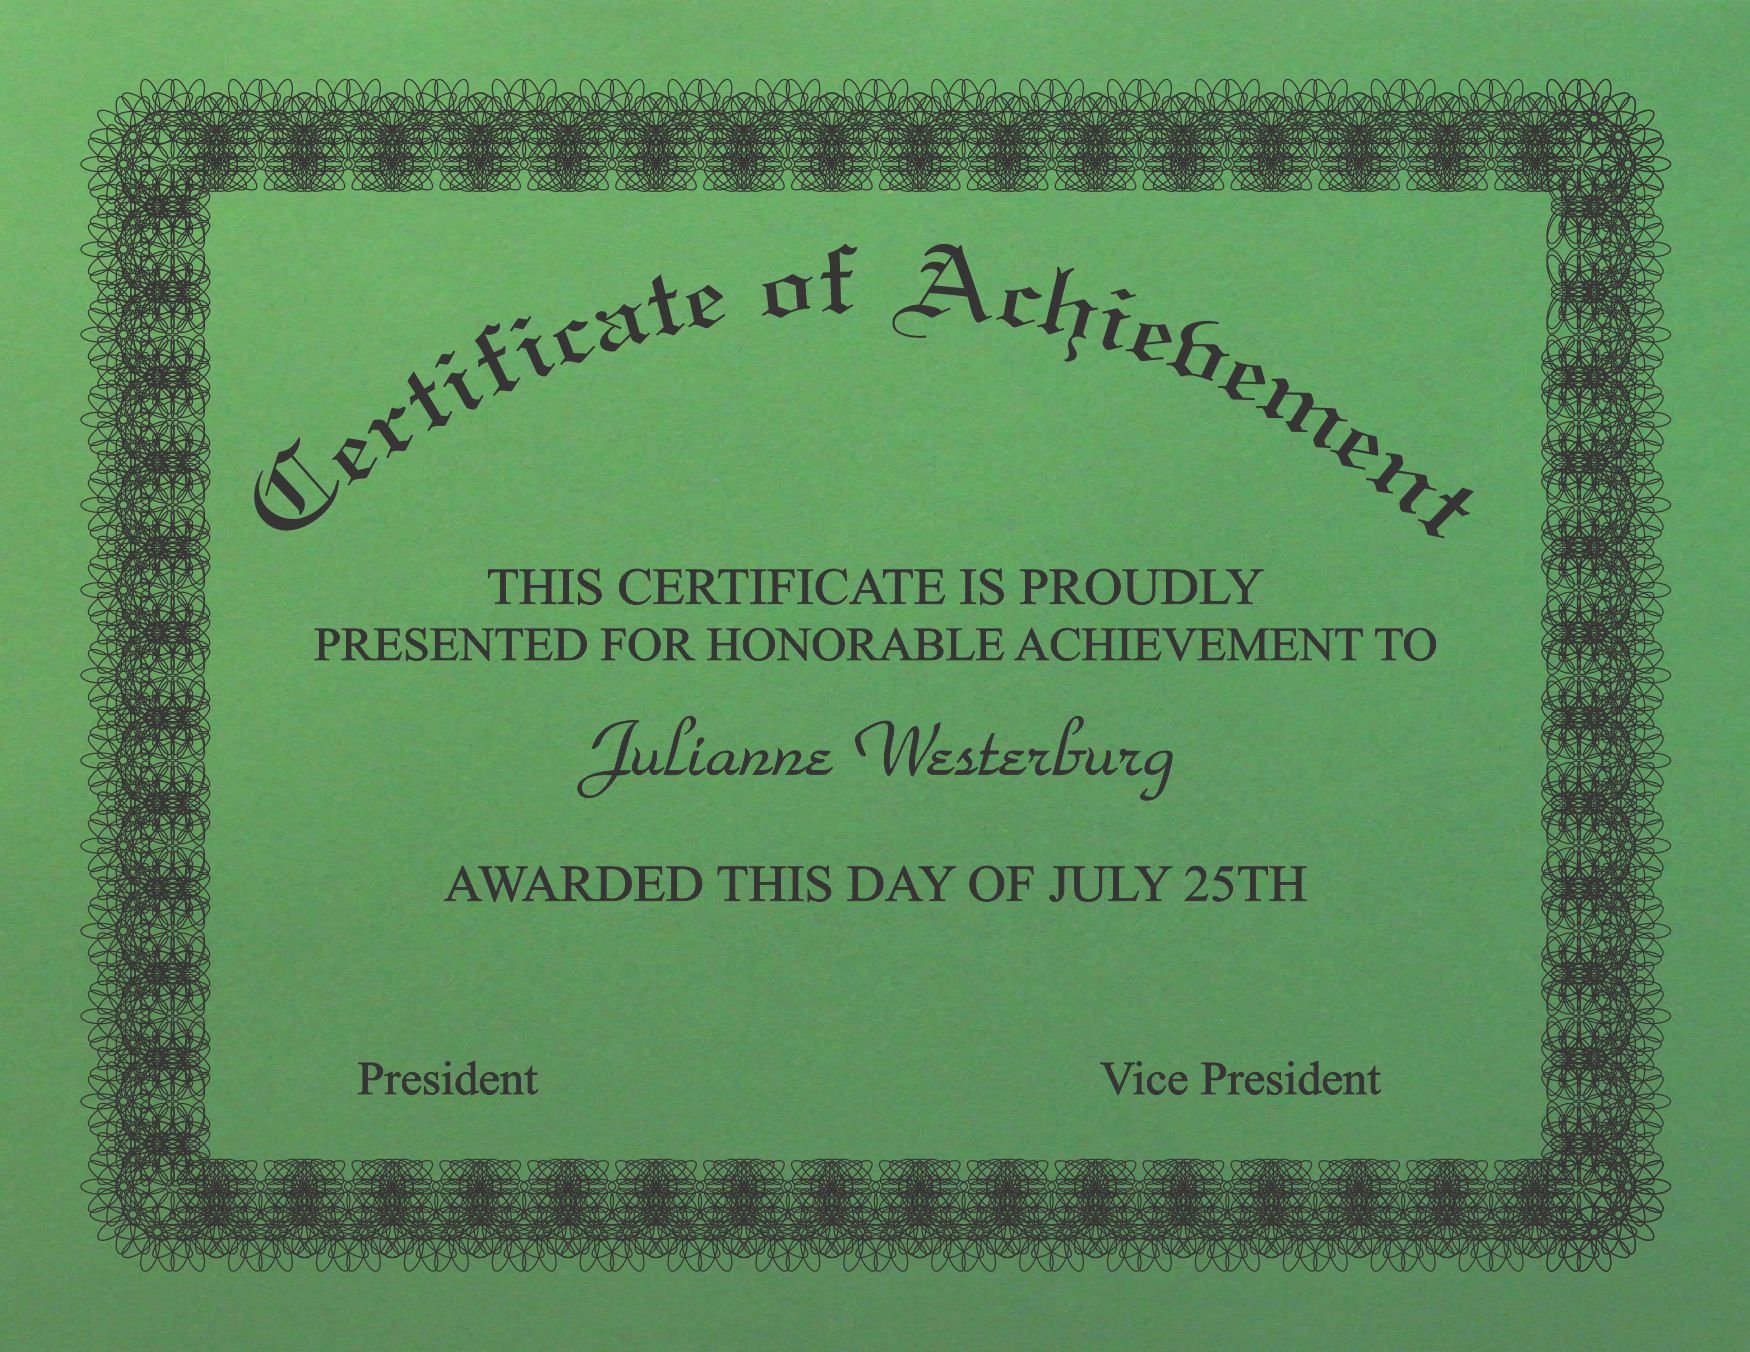 Certificate of Achievement
THIS CERTIFICATE IS PROUDLY
PRESENTED FOR HONORABLE ACHIEVEMENT TO
Julianne Westerburg
AWARDED THIS DAY OF JULY 25TH
President
Vice President